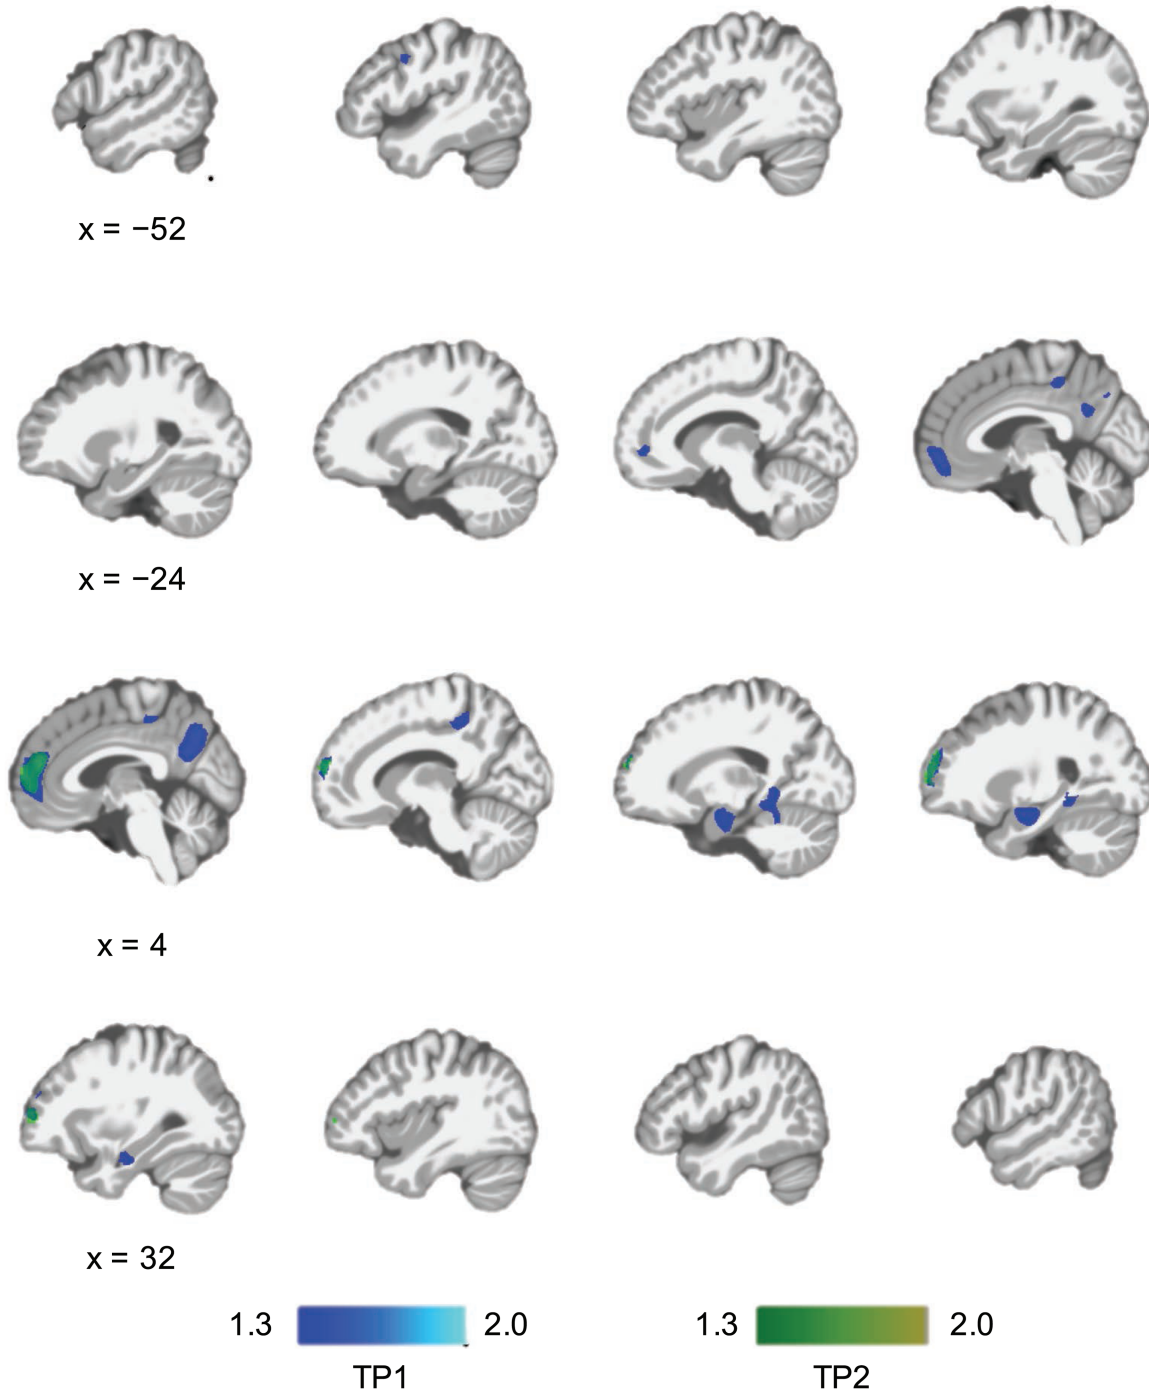 x = −52
x = −24
x = 4
x = 32
1.3 2.0 1.3 2.0
TP1 TP2